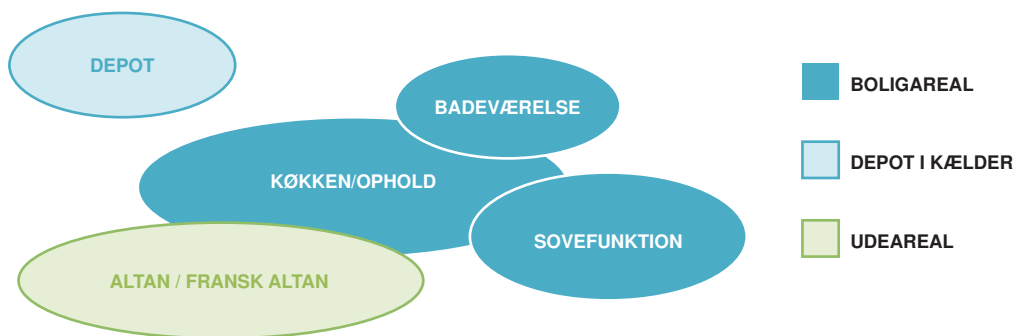 DEPOT
BADEVÆRELSE
KØKKEN/OPHOLD
SOVEFUNKTION
ALTAN / FRANSK ALTAN
BOLIGAREAL
DEPOT I KÆLDER
UDEAREAL